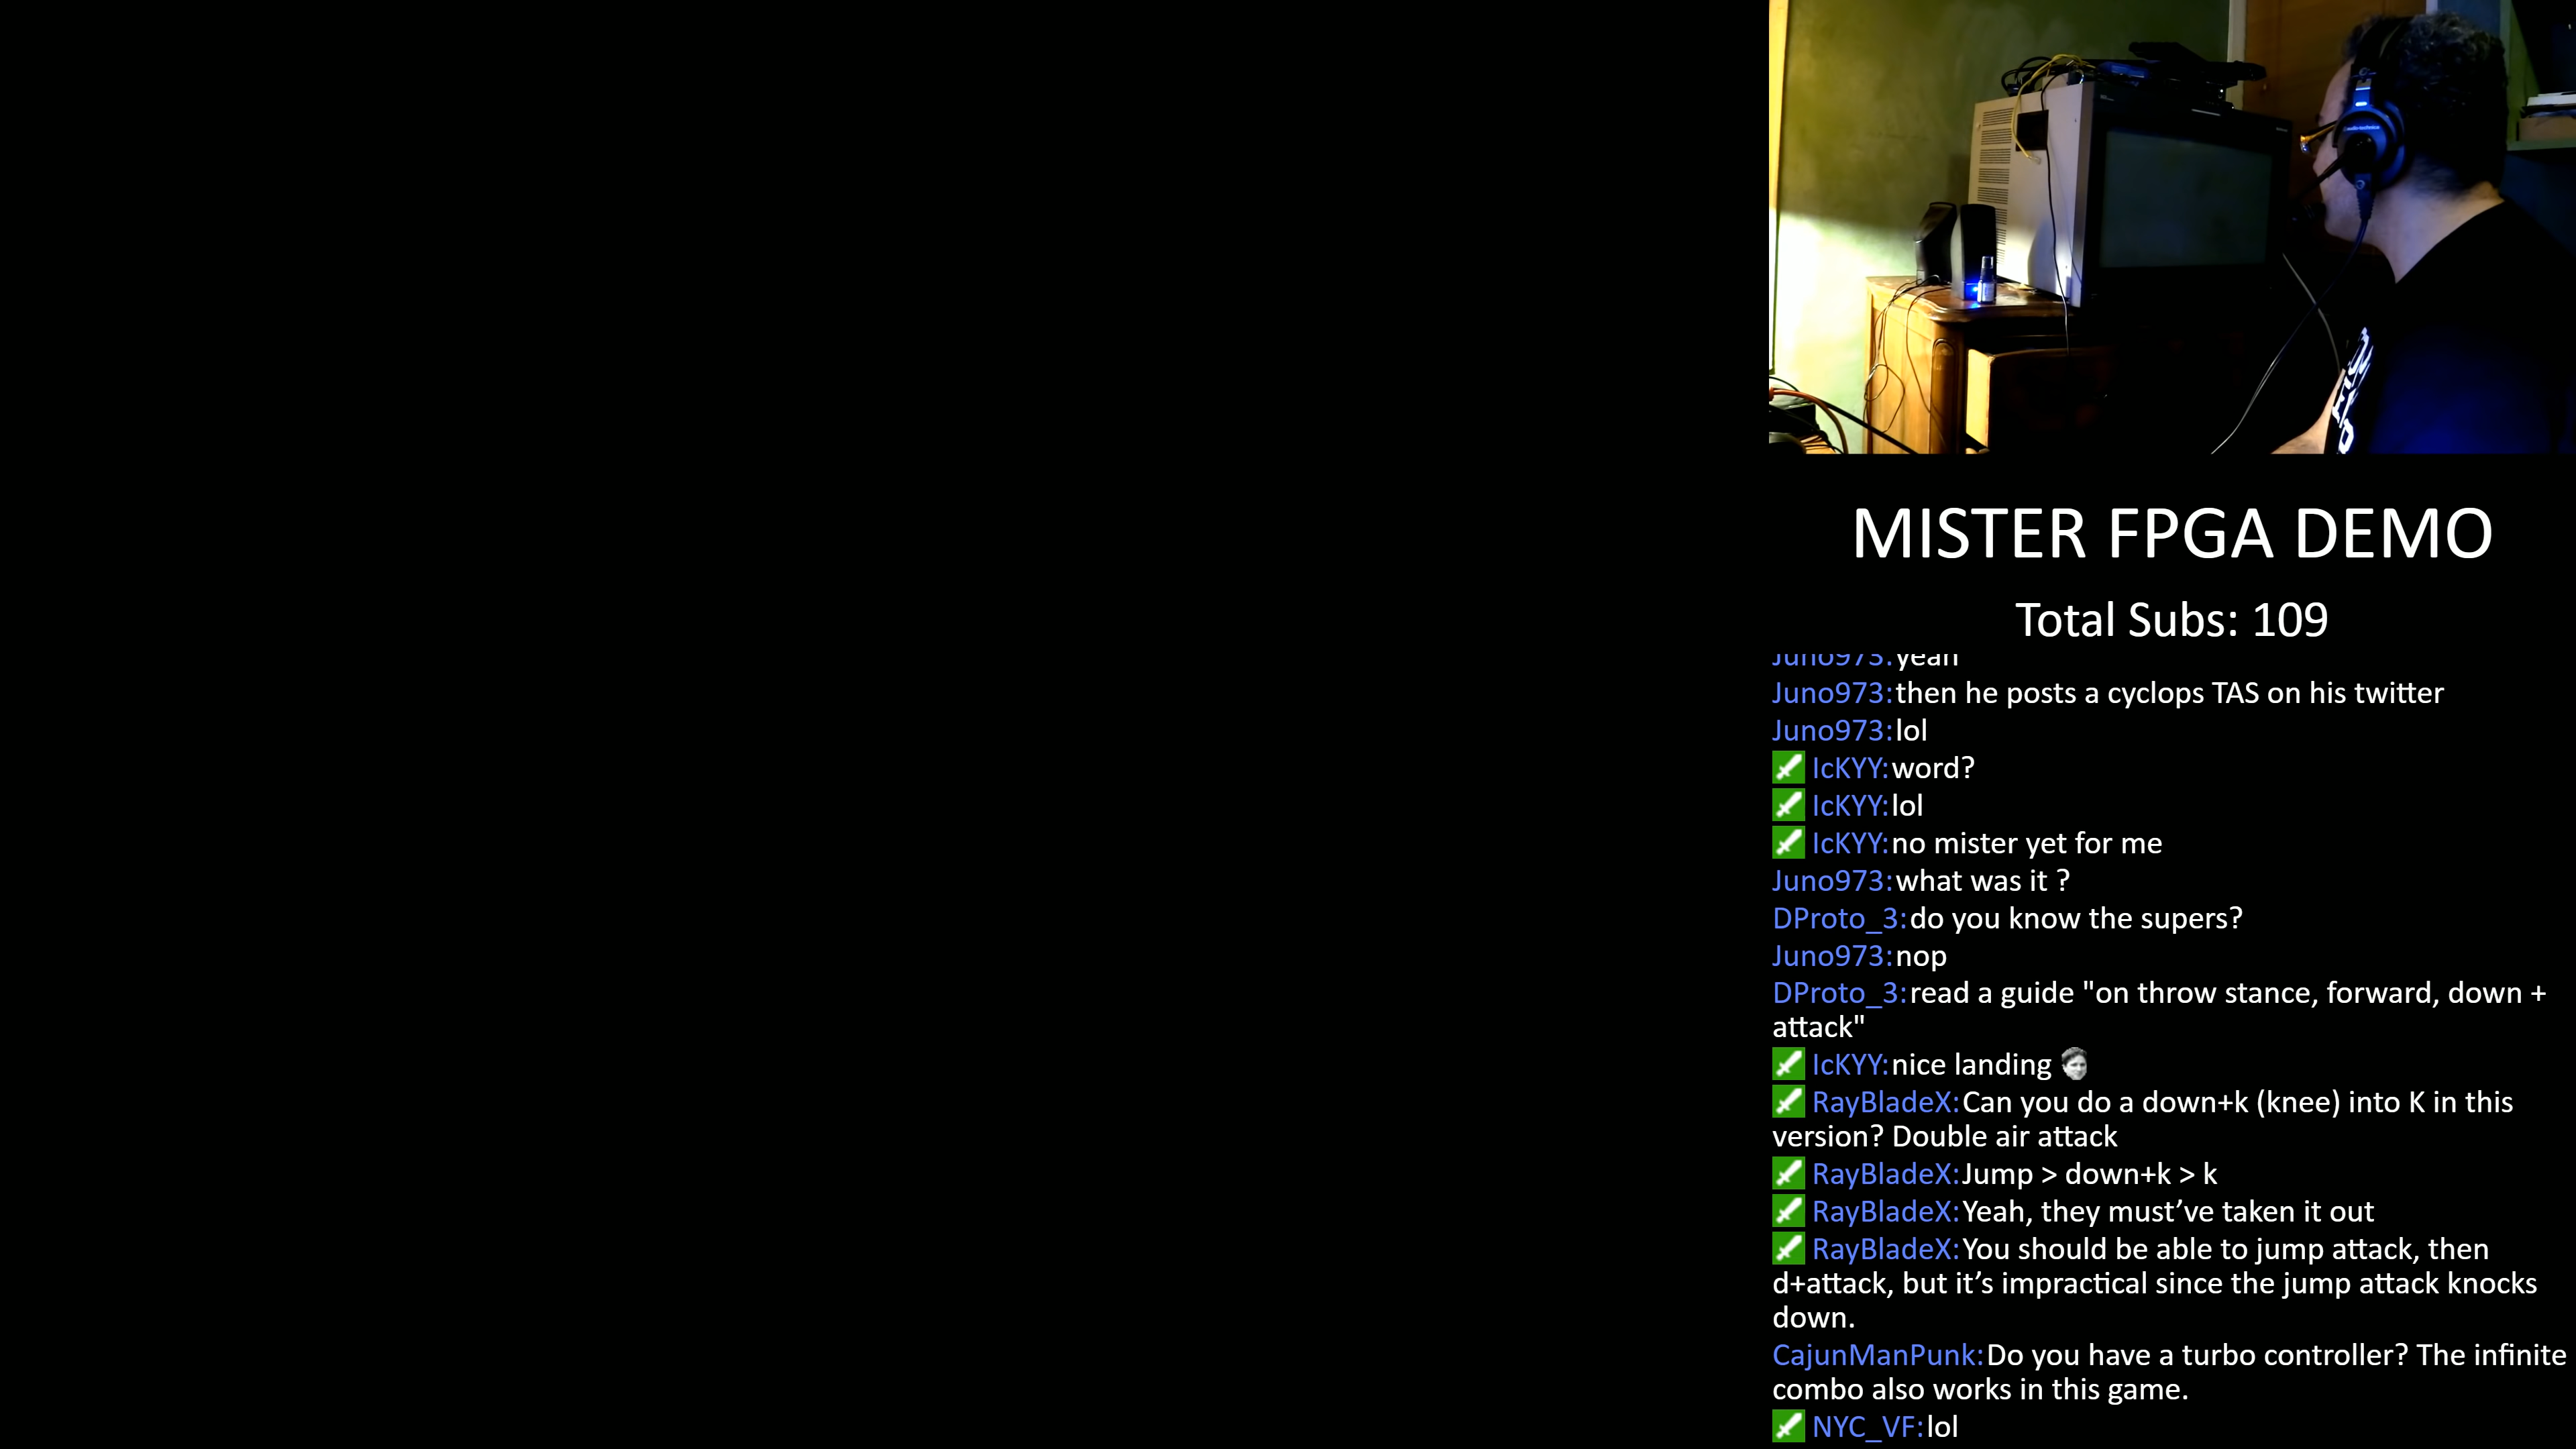 MISTER FPGA DEMO
Total Subs: 109
Juno973:yeah
Juno973:then he posts a cyclops TAS on his twitter
Juno973:lol
IcKYY:word?
IcKYY:lol
IcKYY:no mister yet for me
Juno973:what was it ?
DProto_3:do you know the supers?
Juno973:nop
DProto_3:read a guide "on throw stance, forward, down +
attack"
IcKYY:nice landing
RayBladeX:Can you do a down+k (knee) into K in this
version? Double air attack
RayBladeX:Jump > down+k > k
RayBladeX:Yeah, they must’ve taken it out
RayBladeX:You should be able to jump attack, then
d+attack, but it’s impractical since the jump attack knocks
down.
CajunManPunk:Do you have a turbo controller? The infinite
combo also works in this game.
NYC_VF:lol